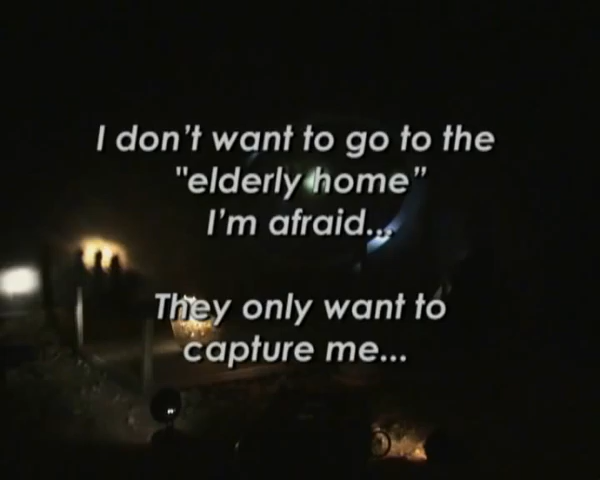 I don't want to go to the
"elderly home"
I'm afraid...
They only want to
capture me...